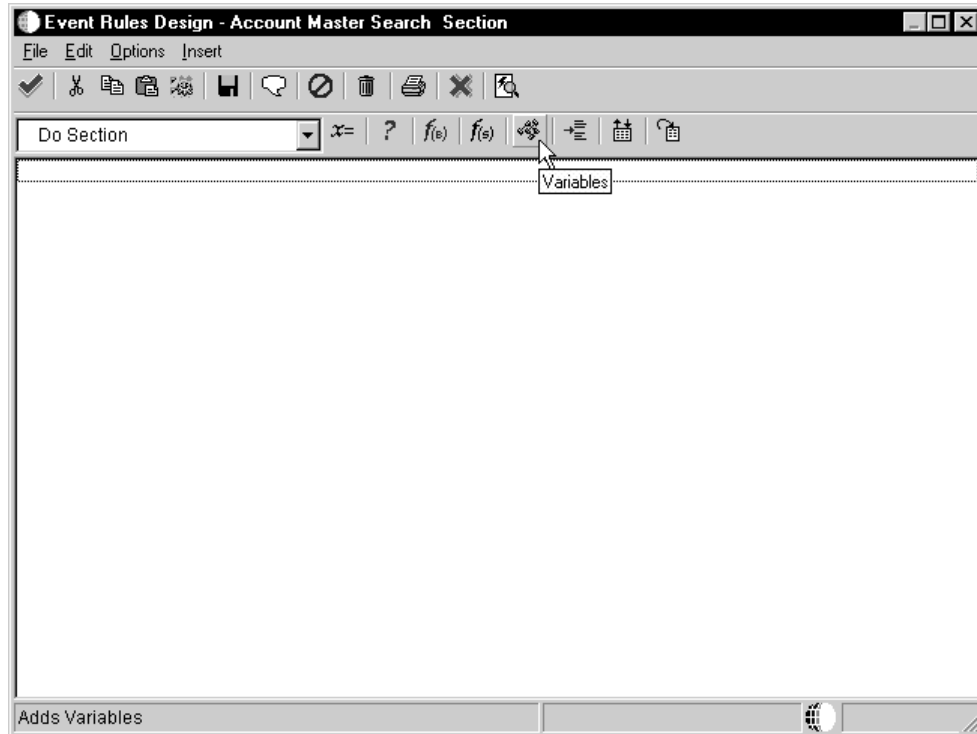 Event Rules Design - Account Master Search Section
File Edit Options Insert
Do Section
x= ? f(B) f(s)
Variables
Adds Variables